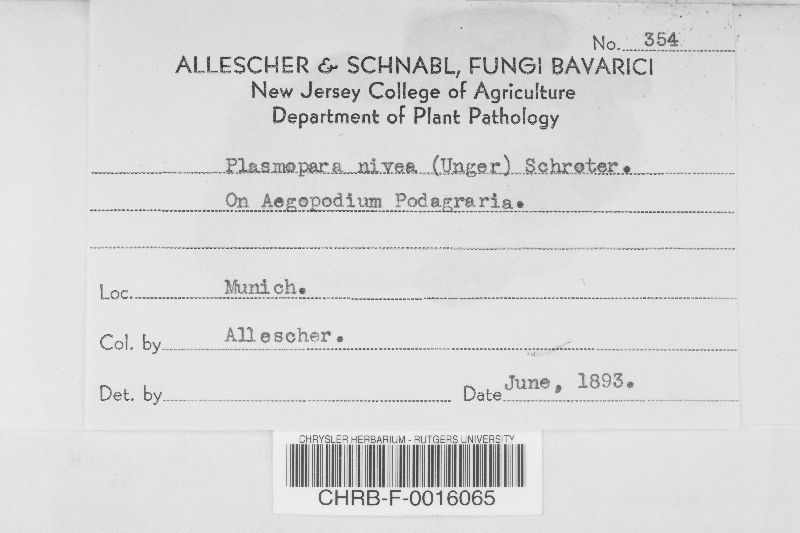 No. 354
ALLESCHER & SCHNABL, FUNGI BAVARICI
New Jersey College of Agriculture
Department of Plant Pathology
Plasmopara nivea (Unger) Schroter.
On Aegopodium Podagraria.
Loc. Munich.
Col. by Allescher.
Det. by Date June, 1893.
CHRYSLER HERBARIUM - RUTGERS UNIVERSITY
CHRB-F-0016065